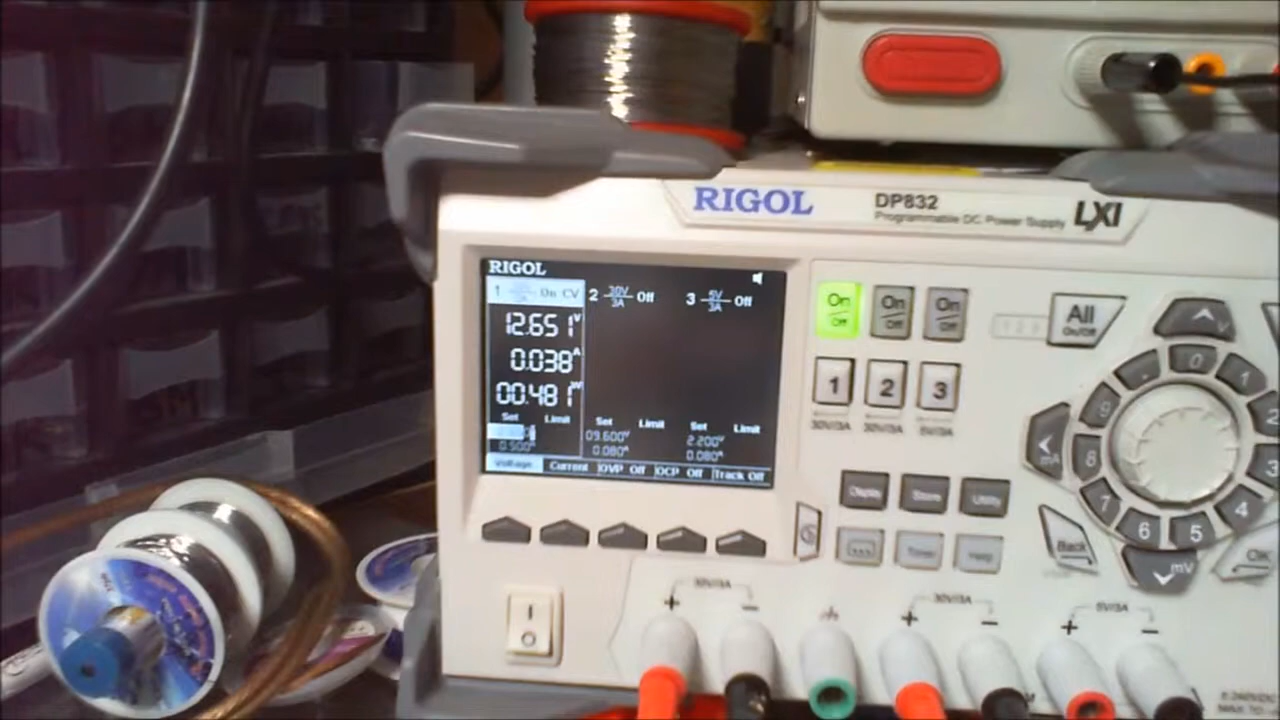 RIGOL DP832 LXI
Programmable DC Power Supply
RIGOL
1 On CV 2 30V/3A Off 3 5V/3A Off
12.651V
0.038A
00.481W
Set Limit Set Limit Set Limit
09.600V 2.200V
0.500A 0.080A 0.080A
Voltage Current OVP Off OCP Off Track Off
On/Off On/Off On/Off
All On/Off
1 2 3
30V/3A 30V/3A 5V/3A
Display Store Utility
Timer Help
Back OK
V
mA
mV
. 0 1 2 3 4 5 6 7 8 9
I
O
30V/3A 30V/3A 5V/3A
+ - + - + -